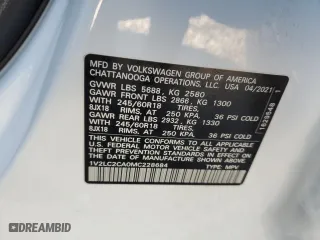 MFD BY VOLKSWAGEN GROUP OF AMERICA
CHATTANOOGA OPERATIONS, LLC. USA 04/2021
GVWR LBS 5688, KG 2580
GAWR FRONT LBS 2866, KG 1300
WITH 245/60R18 TIRES,
8JX18 RIMS AT 250 KPA, 36 PSI COLD
GAWR REAR LBS 2932, KG 1330
WITH 245/60R18 TIRES,
8JX18 RIMS AT 250 KPA, 36 PSI COLD
THIS VEHICLE CONFORMS TO ALL APPLICABLE
U.S. FEDERAL MOTOR VEHICLE SAFETY AND
THEFT PREVENTION STANDARDS IN EFFECT ON
THE DATE OF MANUFACTURE SHOWN ABOVE.
1V2LC2CA0MC228694 TYPE: MPV
AutoHelperBot.com